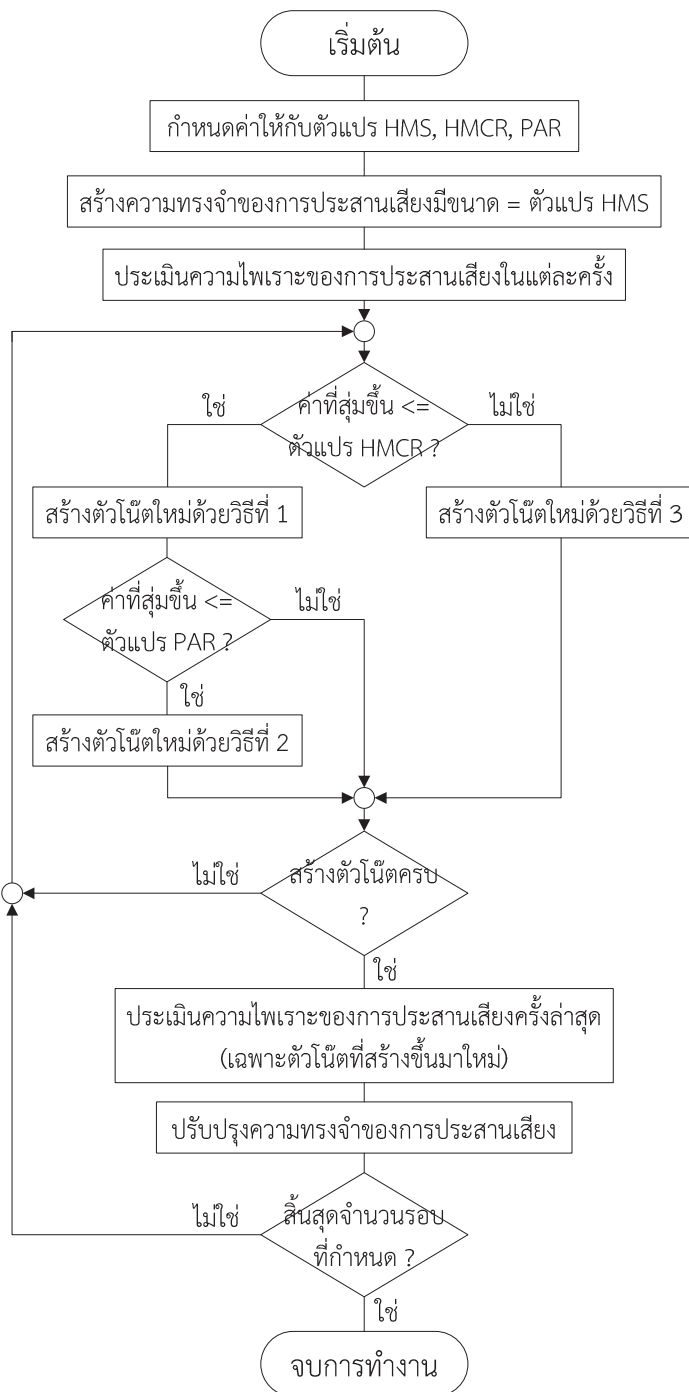 เริ่มต้น
กำหนดค่าให้กับตัวแปร HMS, HMCR, PAR
สร้างความทรงจำของการประสานเสียงมีขนาด = ตัวแปร HMS
ประเมินความไพเราะของการประสานเสียงในแต่ละครั้ง
ค่าที่สุ่มขึ้น <=
ตัวแปร HMCR ?
ใช่
ไม่ใช่
สร้างตัวโน๊ตใหม่ด้วยวิธีที่ 1
สร้างตัวโน๊ตใหม่ด้วยวิธีที่ 3
ค่าที่สุ่มขึ้น <=
ตัวแปร PAR ?
ไม่ใช่
ใช่
สร้างตัวโน๊ตใหม่ด้วยวิธีที่ 2
สร้างตัวโน๊ตครบ
?
ไม่ใช่
ใช่
ประเมินความไพเราะของการประสานเสียงครั้งล่าสุด
(เฉพาะตัวโน๊ตที่สร้างขึ้นมาใหม่)
ปรับปรุงความทรงจำของการประสานเสียง
สิ้นสุดจำนวนรอบ
ที่กำหนด ?
ไม่ใช่
ใช่
จบการทำงาน